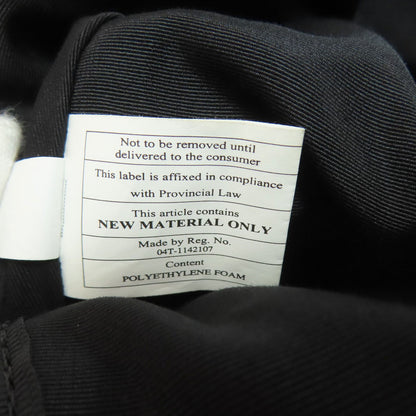 Not to be removed until
delivered to the consumer
This label is affixed in compliance
with Provincial Law
This article contains
NEW MATERIAL ONLY
Made by Reg. No.
04T-1142107
Content
POLYETHYLENE FOAM